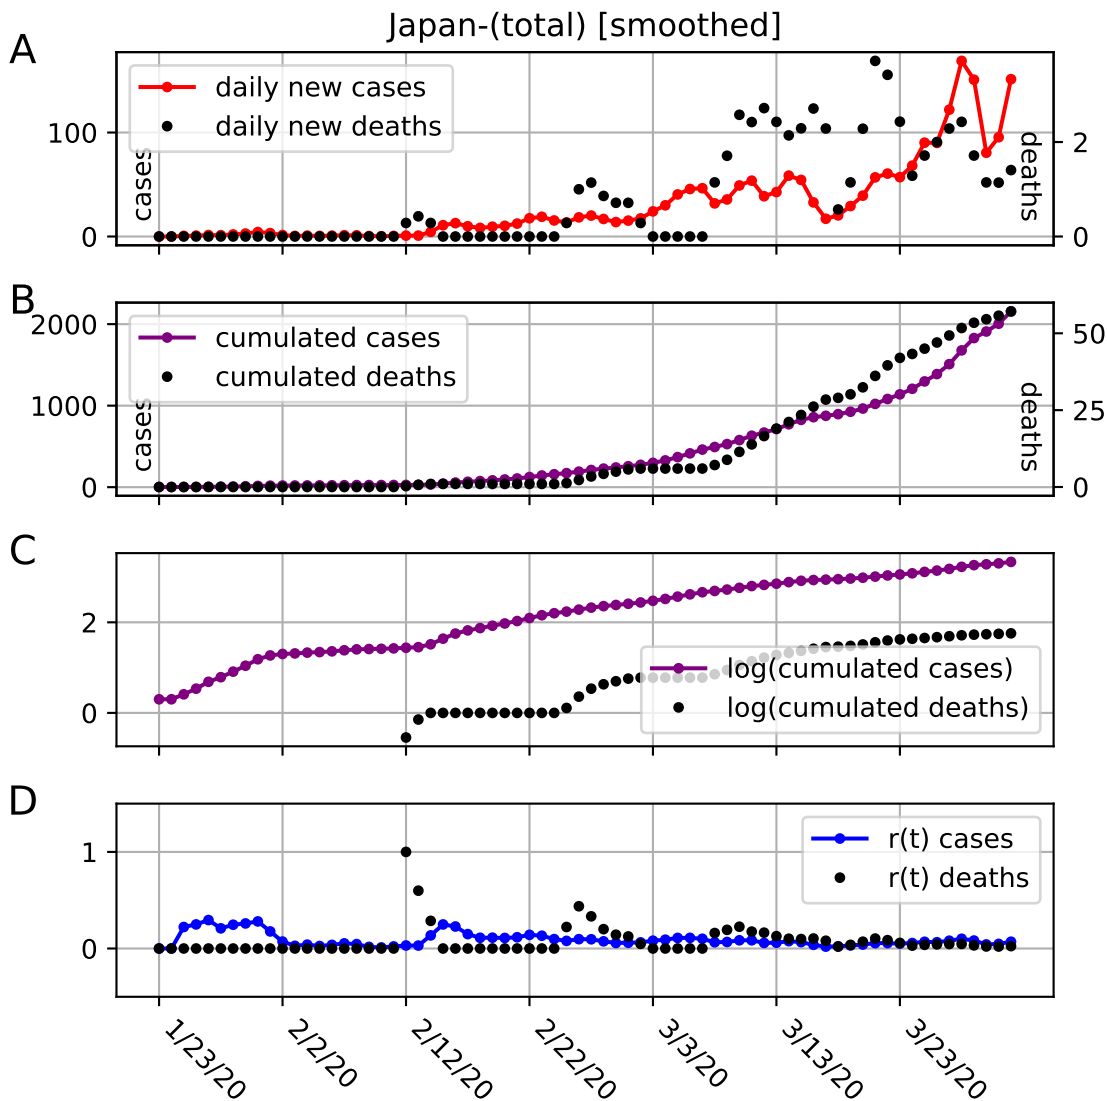 Japan-(total) [smoothed]
A
daily new cases
daily new deaths
100
0
cases
2
0
deaths
B
cumulated cases
cumulated deaths
2000
1000
0
cases
50
25
0
deaths
C
2
0
log(cumulated cases)
log(cumulated deaths)
D
r(t) cases
r(t) deaths
1
0
1/23/20
2/2/20
2/12/20
2/22/20
3/3/20
3/13/20
3/23/20